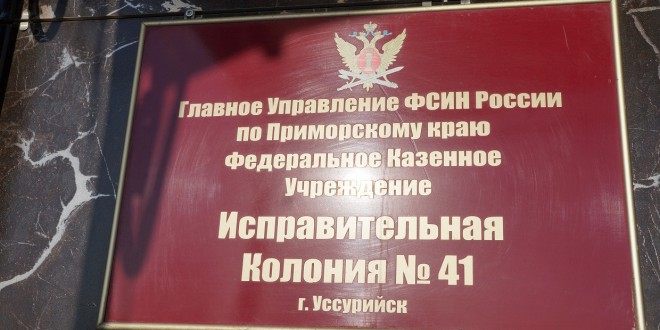 Главное Управление ФСИН России
по Приморскому краю
Федеральное Казенное
Учреждение
Исправительная
Колония № 41
г. Уссурийск